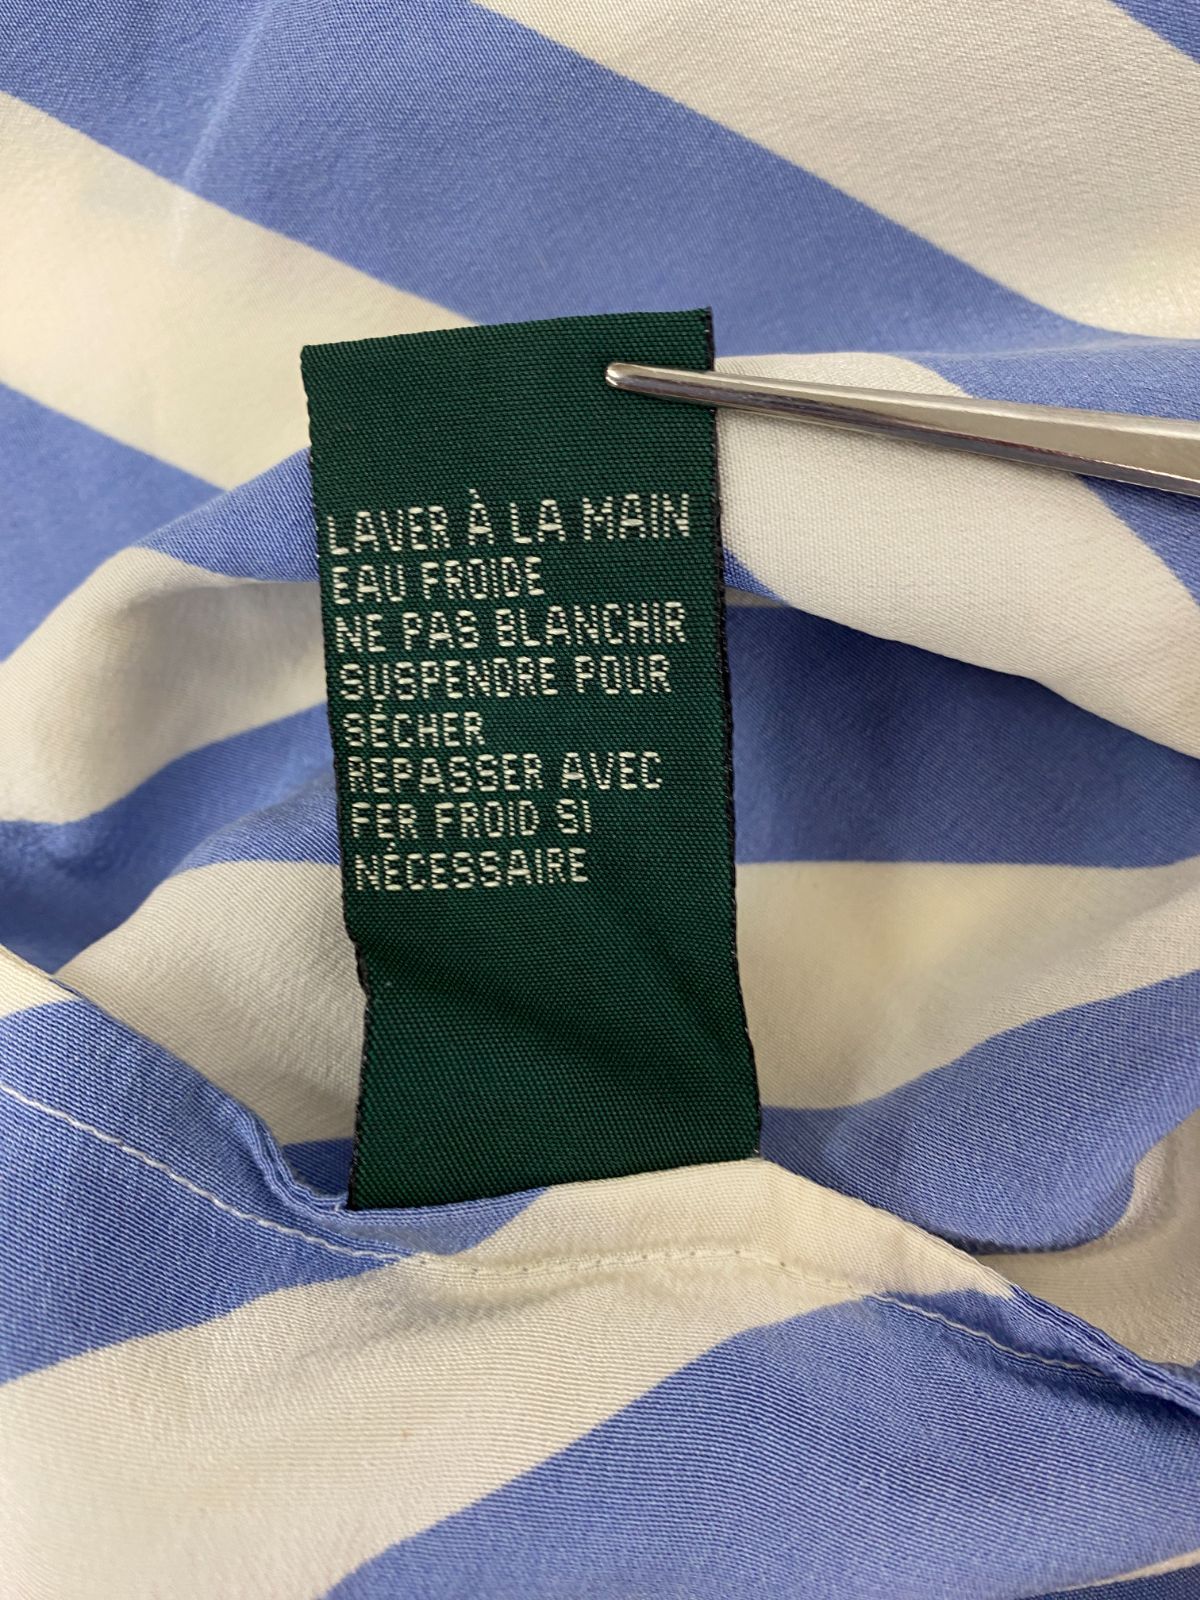 LAVER À LA MAIN
EAU FROIDE
NE PAS BLANCHIR
SUSPENDRE POUR
SÉCHER
REPASSER AVEC
FER FROID SI
NÉCESSAIRE